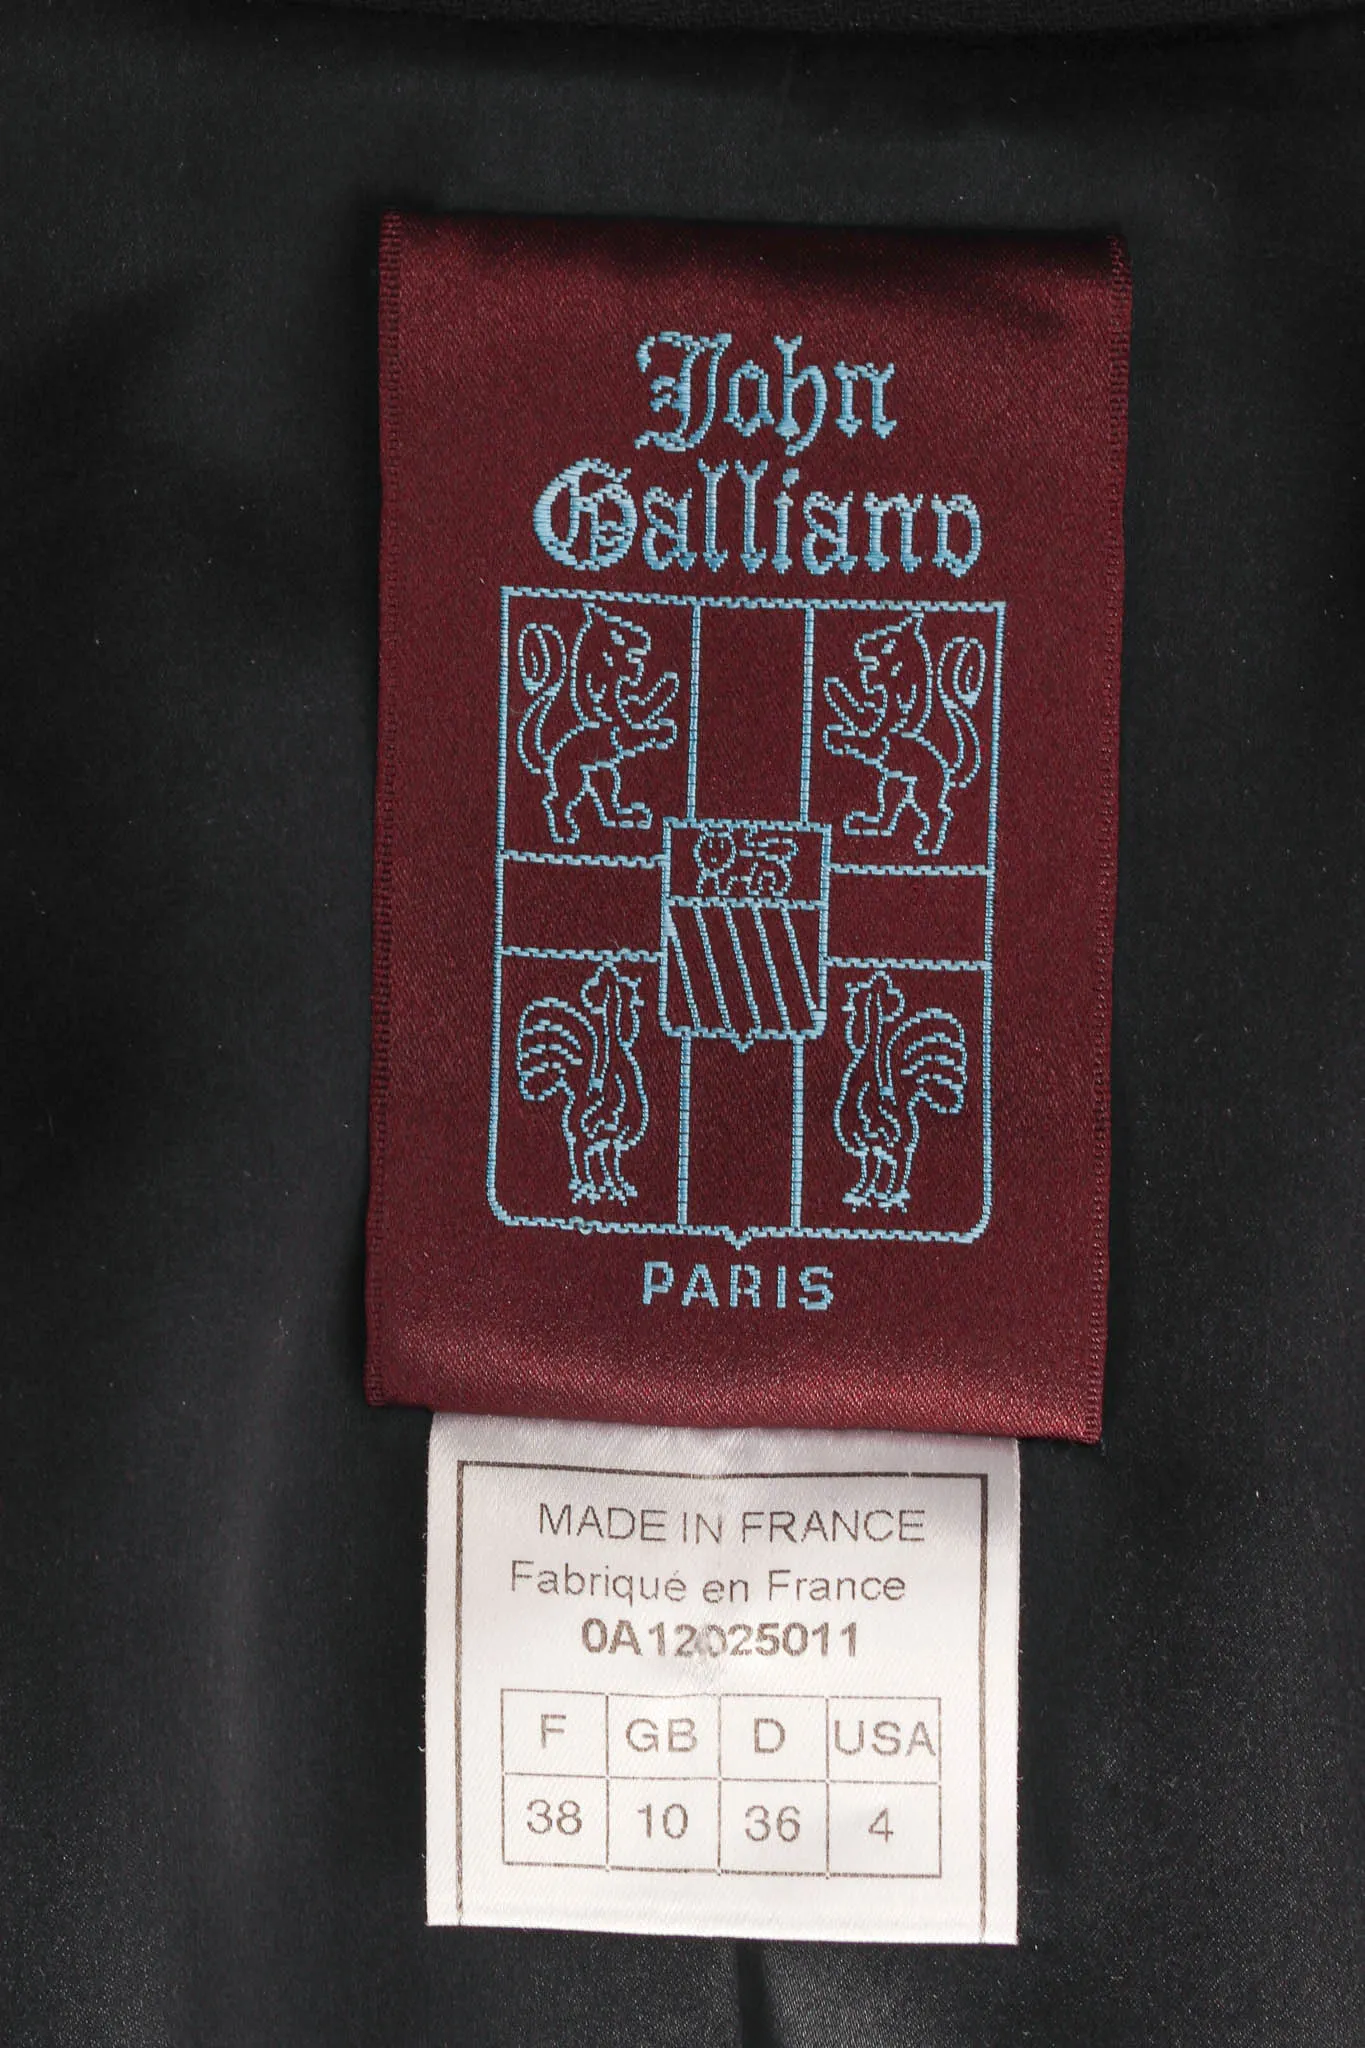 John
Galliano
PARIS
MADE IN FRANCE
Fabriqué en France
0A12025011
F GB D USA
38 10 36 4